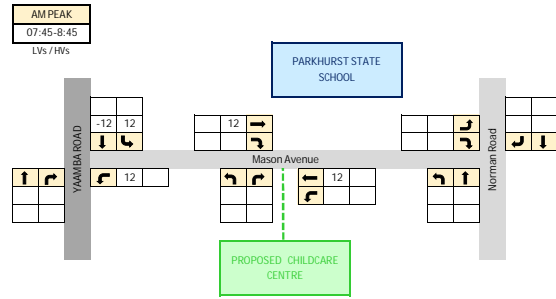 AM PEAK
07:45-8:45
LVs / HVs
PARKHURST STATE
SCHOOL
-12 12
12
YAAMBA ROAD
Mason Avenue
Norman Road
12
12
PROPOSED CHILDCARE
CENTRE